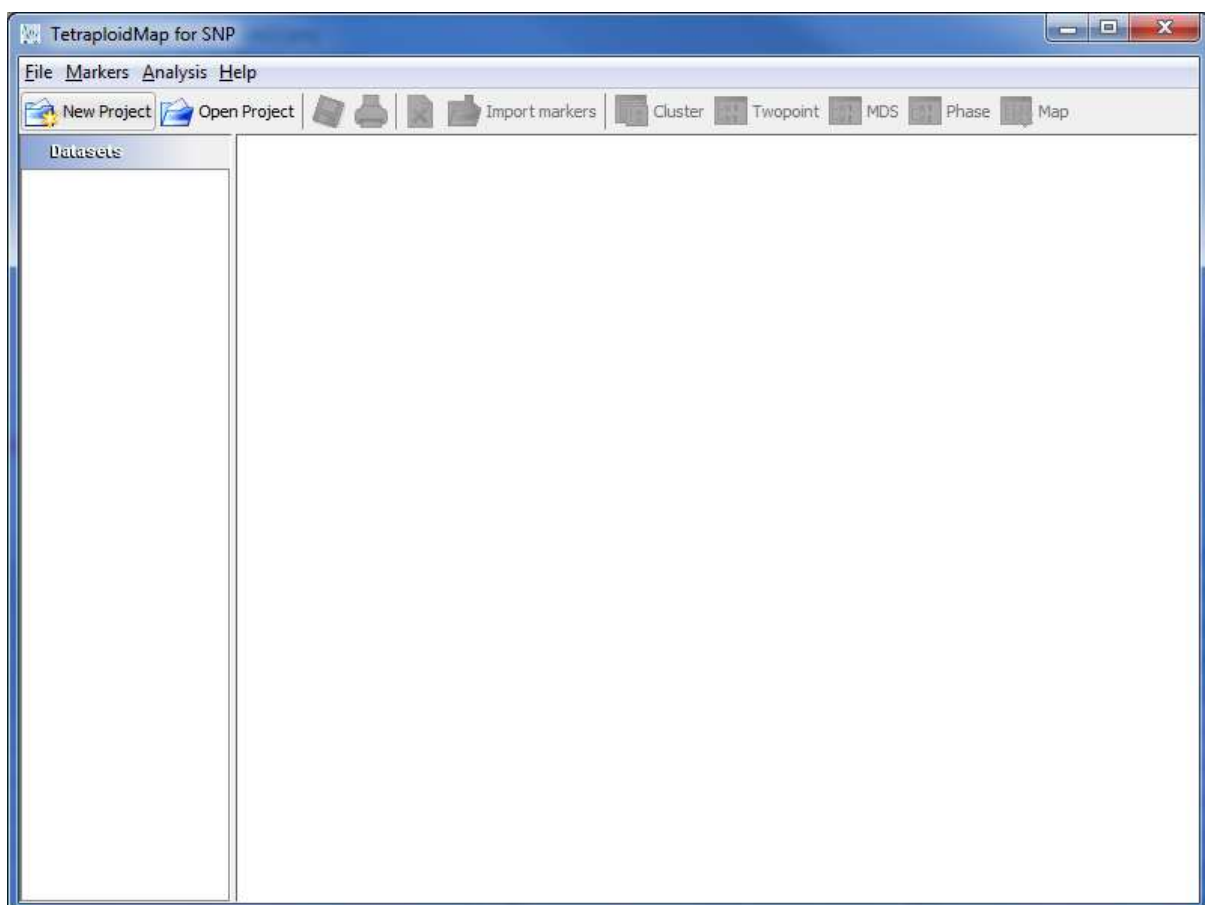 TetraploidMap for SNP
File Markers Analysis Help
New Project Open Project Import markers Cluster Twopoint MDS Phase Map
Datasets